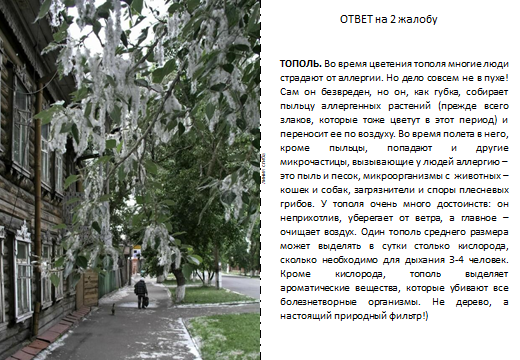 ОТВЕТ на 2 жалобу
ТОПОЛЬ. Во время цветения тополя многие люди
страдают от аллергии. Но дело совсем не в пухе!
Сам он безвреден, но он, как губка, собирает
пыльцу аллергенных растений (прежде всего
злаков, которые тоже цветут в этот период) и
переносит ее по воздуху. Во время полета в него,
кроме пыльцы, попадают и другие
микрочастицы, вызывающие у людей аллергию –
это пыль и песок, микроорганизмы с животных –
кошек и собак, загрязнители и споры плесневых
грибов. У тополя очень много достоинств: он
неприхотлив, уберегает от ветра, а главное –
очищает воздух. Один тополь среднего размера
может выделять в сутки столько кислорода,
сколько необходимо для дыхания 3-4 человек.
Кроме кислорода, тополь выделяет
ароматические вещества, которые убивают все
болезнетворные организмы. Не дерево, а
настоящий природный фильтр!)